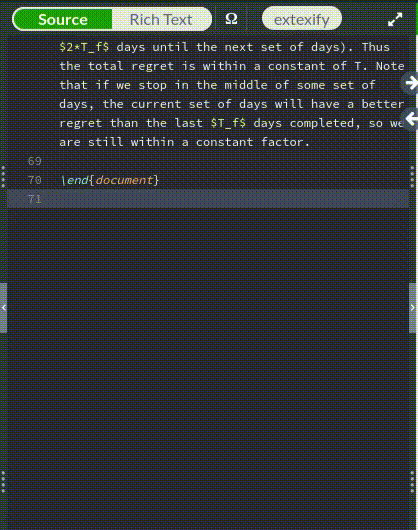 Source Rich Text Ω extexify
$2*T_f$ days until the next set of days). Thus
the total regret is within a constant of T. Note
that if we stop in the middle of some set of
days, the current set of days will have a better
regret than the last $T_f$ days completed, so we
are still within a constant factor.
69
70 \end{document}
71